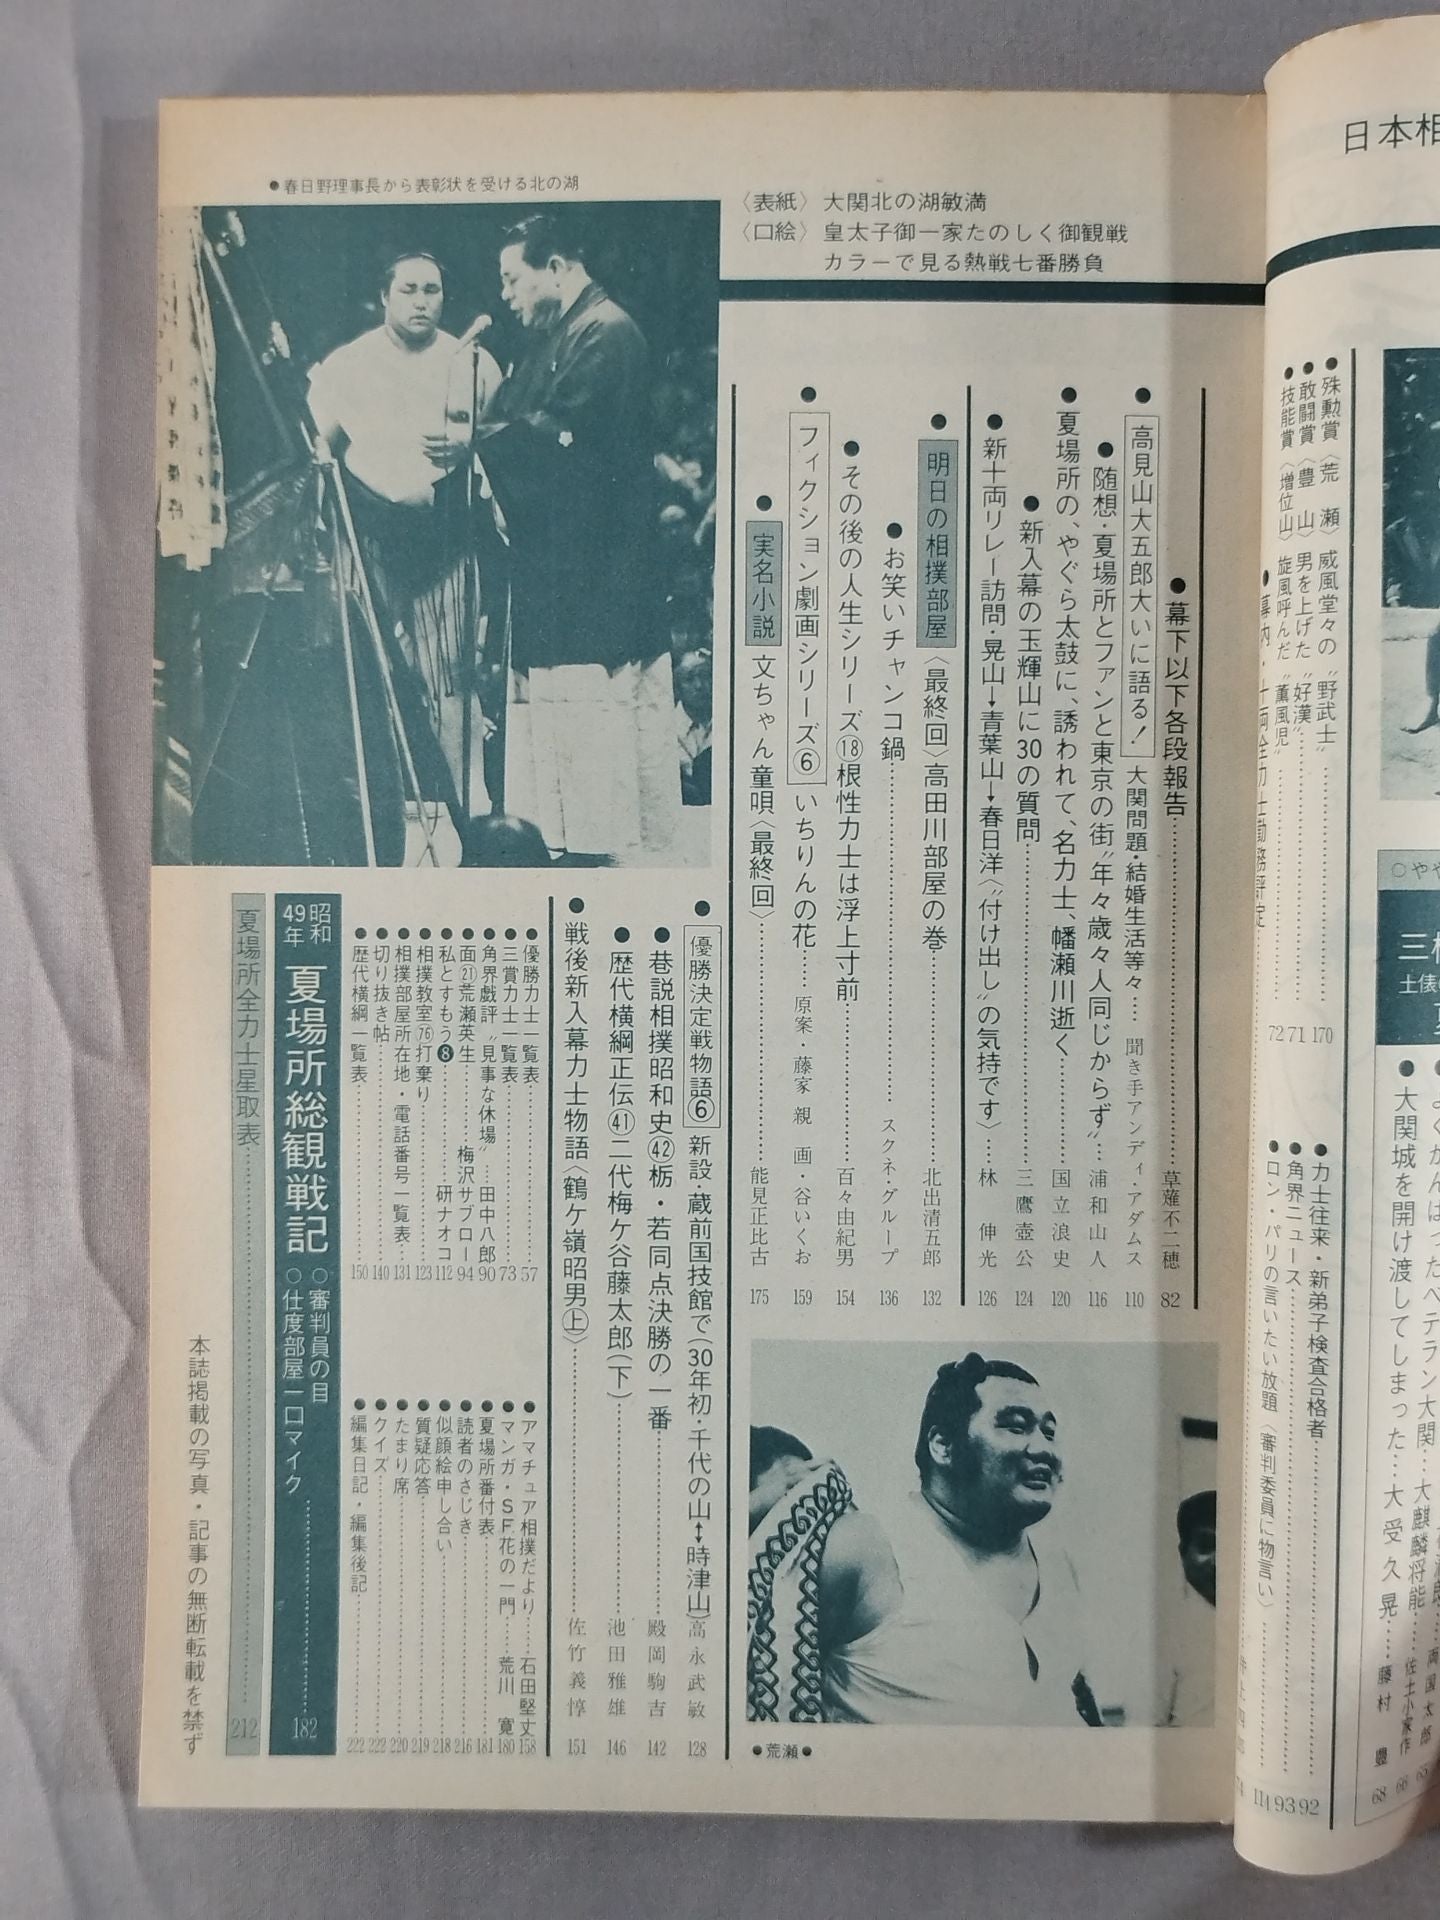 日本相
●春日野理事長から表彰状を受ける北の湖
〈表紙〉大関北の湖敏満
〈口絵〉皇太子御一家たのしく御観戦
カラーで見る熱戦七番勝負
三
土俵
●よくがんばったベテラン大関…大麒麟将能……佐土小家作 66
●大関城を開け渡してしまった…大受久晃……藤村 豊 68
●殊勲賞〈荒 瀬〉威風堂々の〝野武士〟…… 170
●敢闘賞〈豊 山〉男を上げた〝好漢〟…… 71
●技能賞〈増位山〉旋風呼んだ〝薫風児〟…… 72
●幕内・十両全力士勤務評定……
●力士往来・新弟子検査合格者…… 92
●角界ニュース…… 93
●ロン・パリの言いたい放題〈審判委員に物言い〉…… 114
●幕下以下各段報告……草薙不二穂 82
●高見山大五郎大いに語る! 大関問題・結婚生活等々…聞き手アンディ・アダムス 110
●随想・夏場所とファンと東京の街〝年々歳々人同じからず〟…浦和山人 116
●夏場所の、やぐら太鼓に、誘われて、名力士、幡瀬川逝く……国立浪史 120
●新入幕の玉輝山に30の質問……三鷹壺公 124
●新十両リレー訪問・晃山→青葉山→春日洋〈〝付け出し〟の気持です〉…林 伸光 126
●明日の相撲部屋〈最終回〉高田川部屋の巻……北出清五郎 132
●お笑いチャンコ鍋……スクネ・グループ 136
●その後の人生シリーズ⑱根性力士は浮上寸前……百々由紀男 154
●フィクション劇画シリーズ⑥ いちりんの花……原案・藤家 親 画・谷いくお 159
●実名小説 文ちゃん童唄〈最終回〉……能見正比古 175
●荒瀬●
●優勝決定戦物語⑥ 新設・蔵前国技館で(30年初・千代の山↔時津山)高永武敏 128
●巷説相撲昭和史㊷栃・若同点決勝の一番……殿岡駒吉 142
●歴代横綱正伝㊶二代梅ケ谷藤太郎(下)……池田雅雄 146
●戦後新入幕力士物語〈鶴ケ嶺昭男㊤〉……佐竹義惇 151
●優勝力士一覧表…… 57
●三賞力士一覧表…… 73
●角界戯評〝見事な休場〟…田中八郎 90
●面㉑荒瀬英生……梅沢サブロー 94
●私とすもう❽……研ナオコ 112
●相撲教室(76)打棄り…… 123
●相撲部屋所在地・電話番号一覧表… 131
●切り抜き帖…… 140
●歴代横綱一覧表…… 150
●アマチュア相撲だより……石田堅丈 158
●マンガ・SF花の一門……荒川 寛 180
●夏場所番付表…… 181
●読者のさじき…… 216
●似顔絵申し合い…… 218
●質疑応答…… 219
●たまり席…… 220
●クイズ…… 222
●編集日記・編集後記…… 222
昭和49年 夏場所総観戦記 ○審判員の目 ○仕度部屋一口マイク …… 182
夏場所全力士星取表…… 212
本誌掲載の写真・記事の無断転載を禁ず